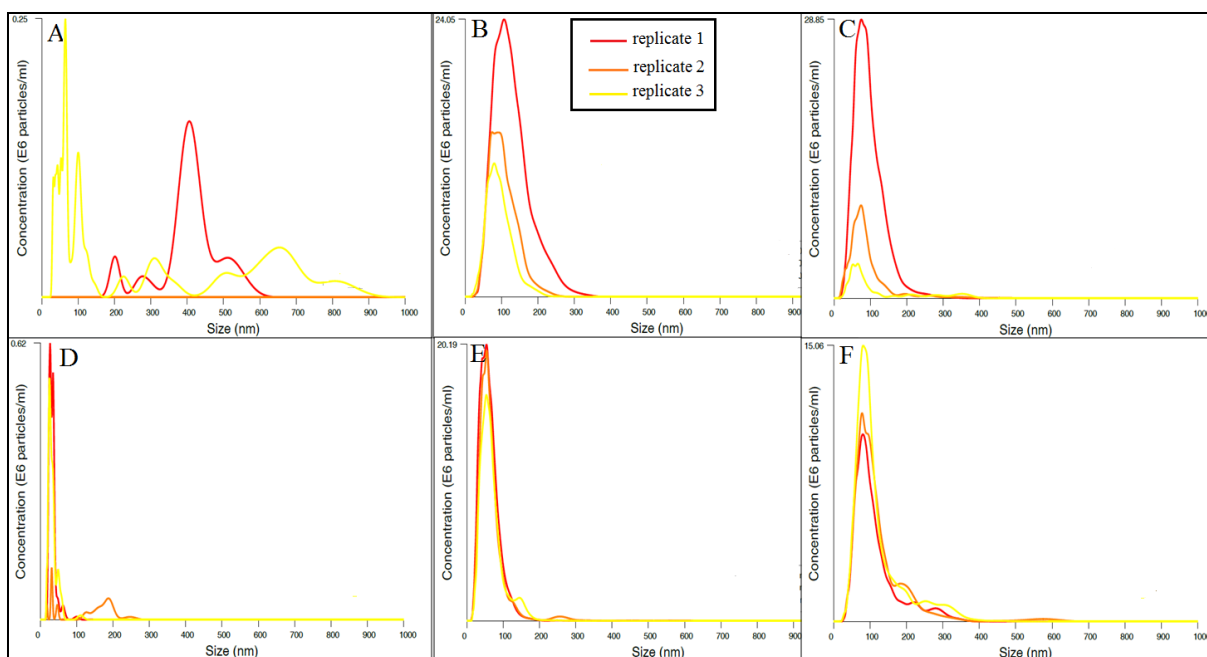 0.25
A
Concentration (E6 particles/ml)
0 100 200 300 400 500 600 700 800 900 1000
Size (nm)
24.05
B
replicate 1
replicate 2
replicate 3
Concentration (E6 particles/ml)
0 100 200 300 400 500 600 700 800 900
Size (nm)
28.85
C
Concentration (E6 particles/ml)
0 100 200 300 400 500 600 700 800 900 1000
Size (nm)
0.62
D
Concentration (E6 particles/ml)
0 100 200 300 400 500 600 700 800 900 1000
Size (nm)
20.19
E
Concentration (E6 particles/ml)
0 100 200 300 400 500 600 700 800 900
Size (nm)
15.06
F
Concentration (E6 particles/ml)
0 100 200 300 400 500 600 700 800 900 1000
Size (nm)